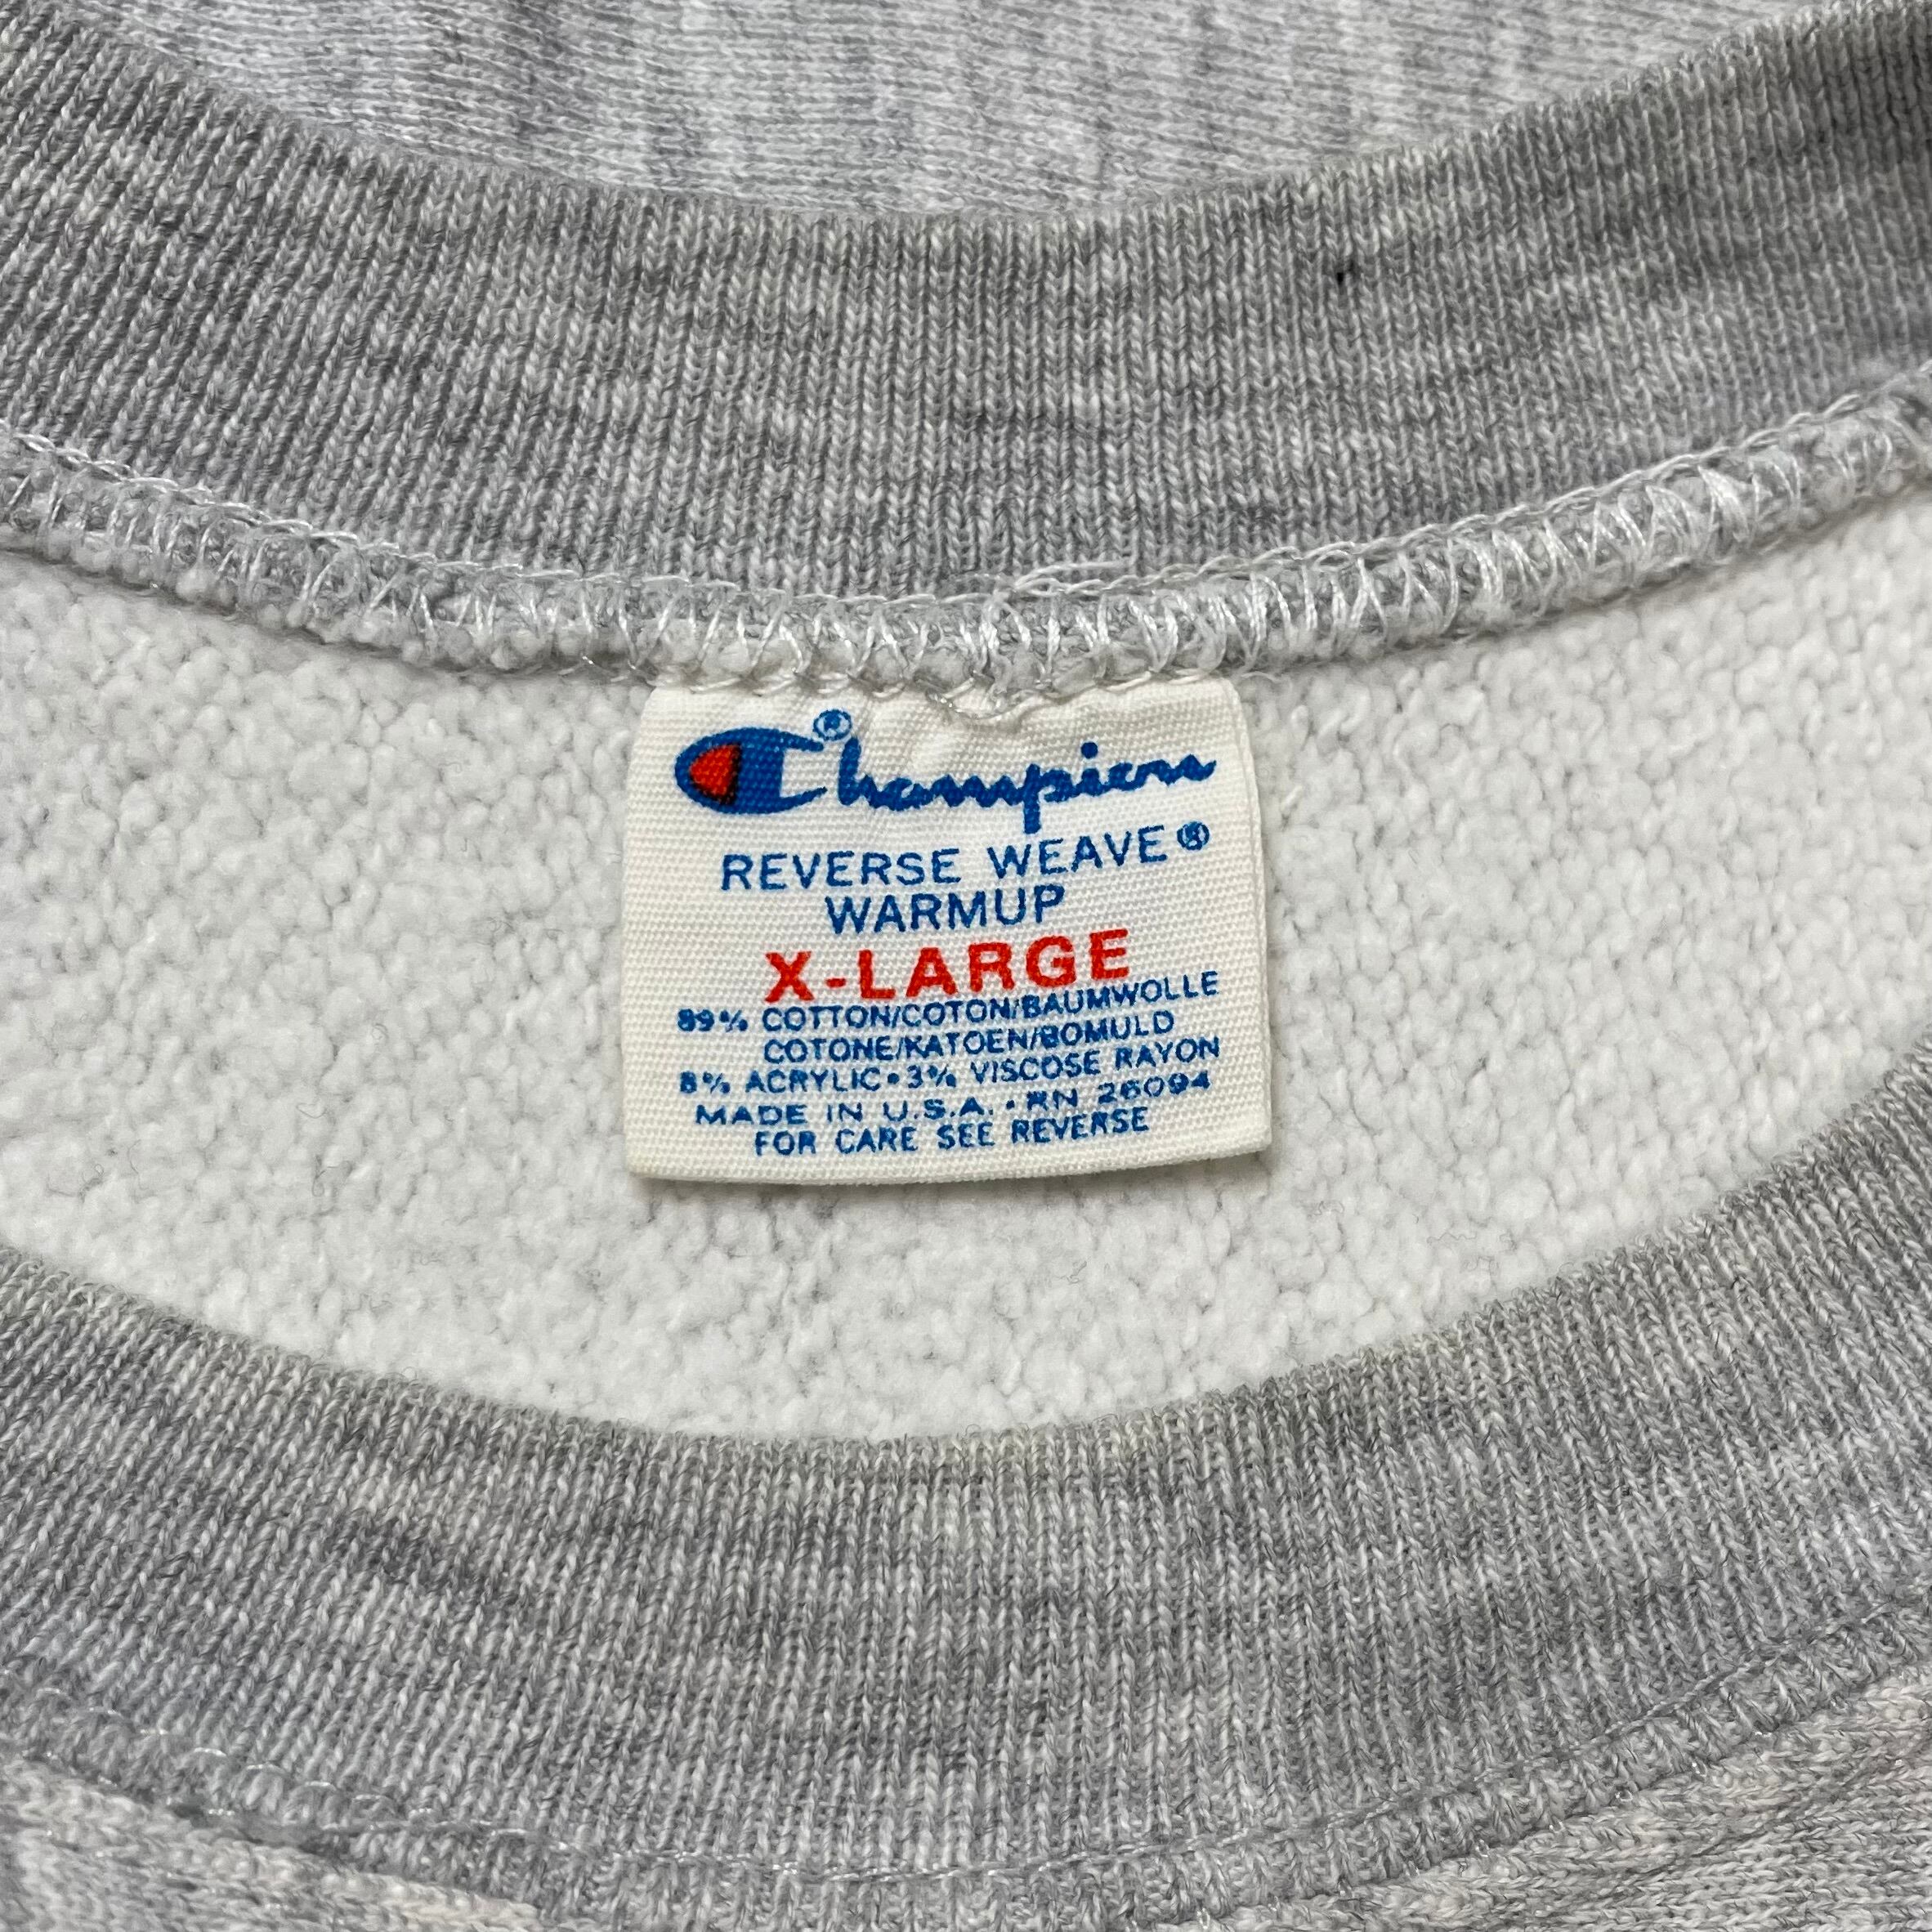 Champion®
REVERSE WEAVE®
WARMUP
X-LARGE
89% COTTON/COTON/BAUMWOLLE
COTONE/KATOEN/BOMULD
8% ACRYLIC•3% VISCOSE RAYON
MADE IN U.S.A. • RN 26094
FOR CARE SEE REVERSE